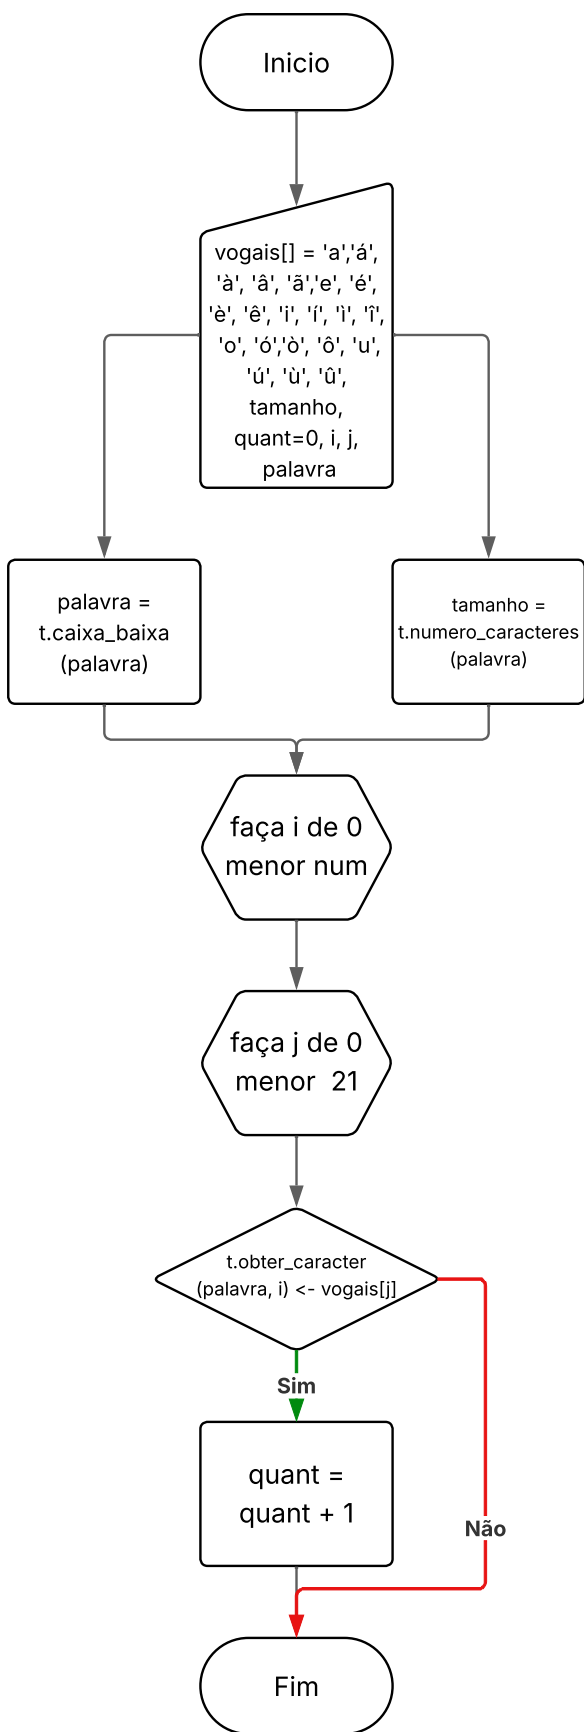 Inicio
vogais[] = 'a','á',
'à', 'â', 'ã','e', 'é',
'è', 'ê', 'i', 'í', 'ì', 'î',
'o', 'ó','ò', 'ô', 'u',
'ú', 'ù', 'û',
tamanho,
quant=0, i, j,
palavra
palavra =
t.caixa_baixa
(palavra)
tamanho =
t.numero_caracteres
(palavra)
faça i de 0
menor num
faça j de 0
menor  21
t.obter_caracter
(palavra, i) <- vogais[j]
Sim
quant =
quant + 1
Não
Fim